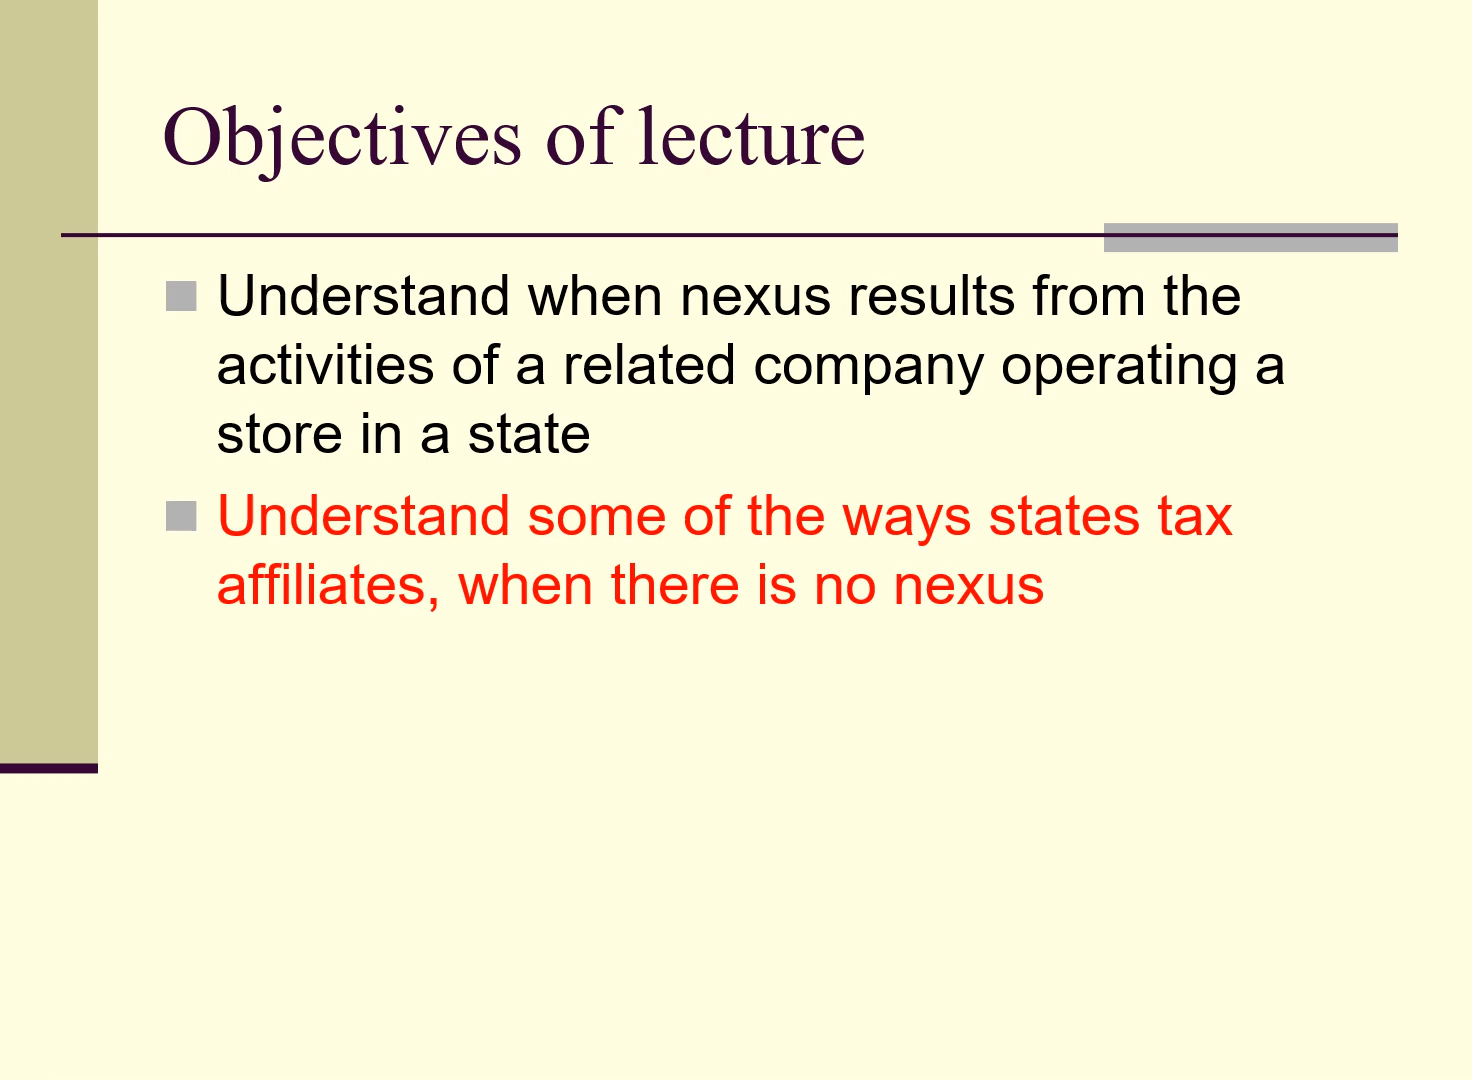 Objectives of lecture
Understand when nexus results from the
activities of a related company operating a
store in a state
Understand some of the ways states tax
affiliates, when there is no nexus